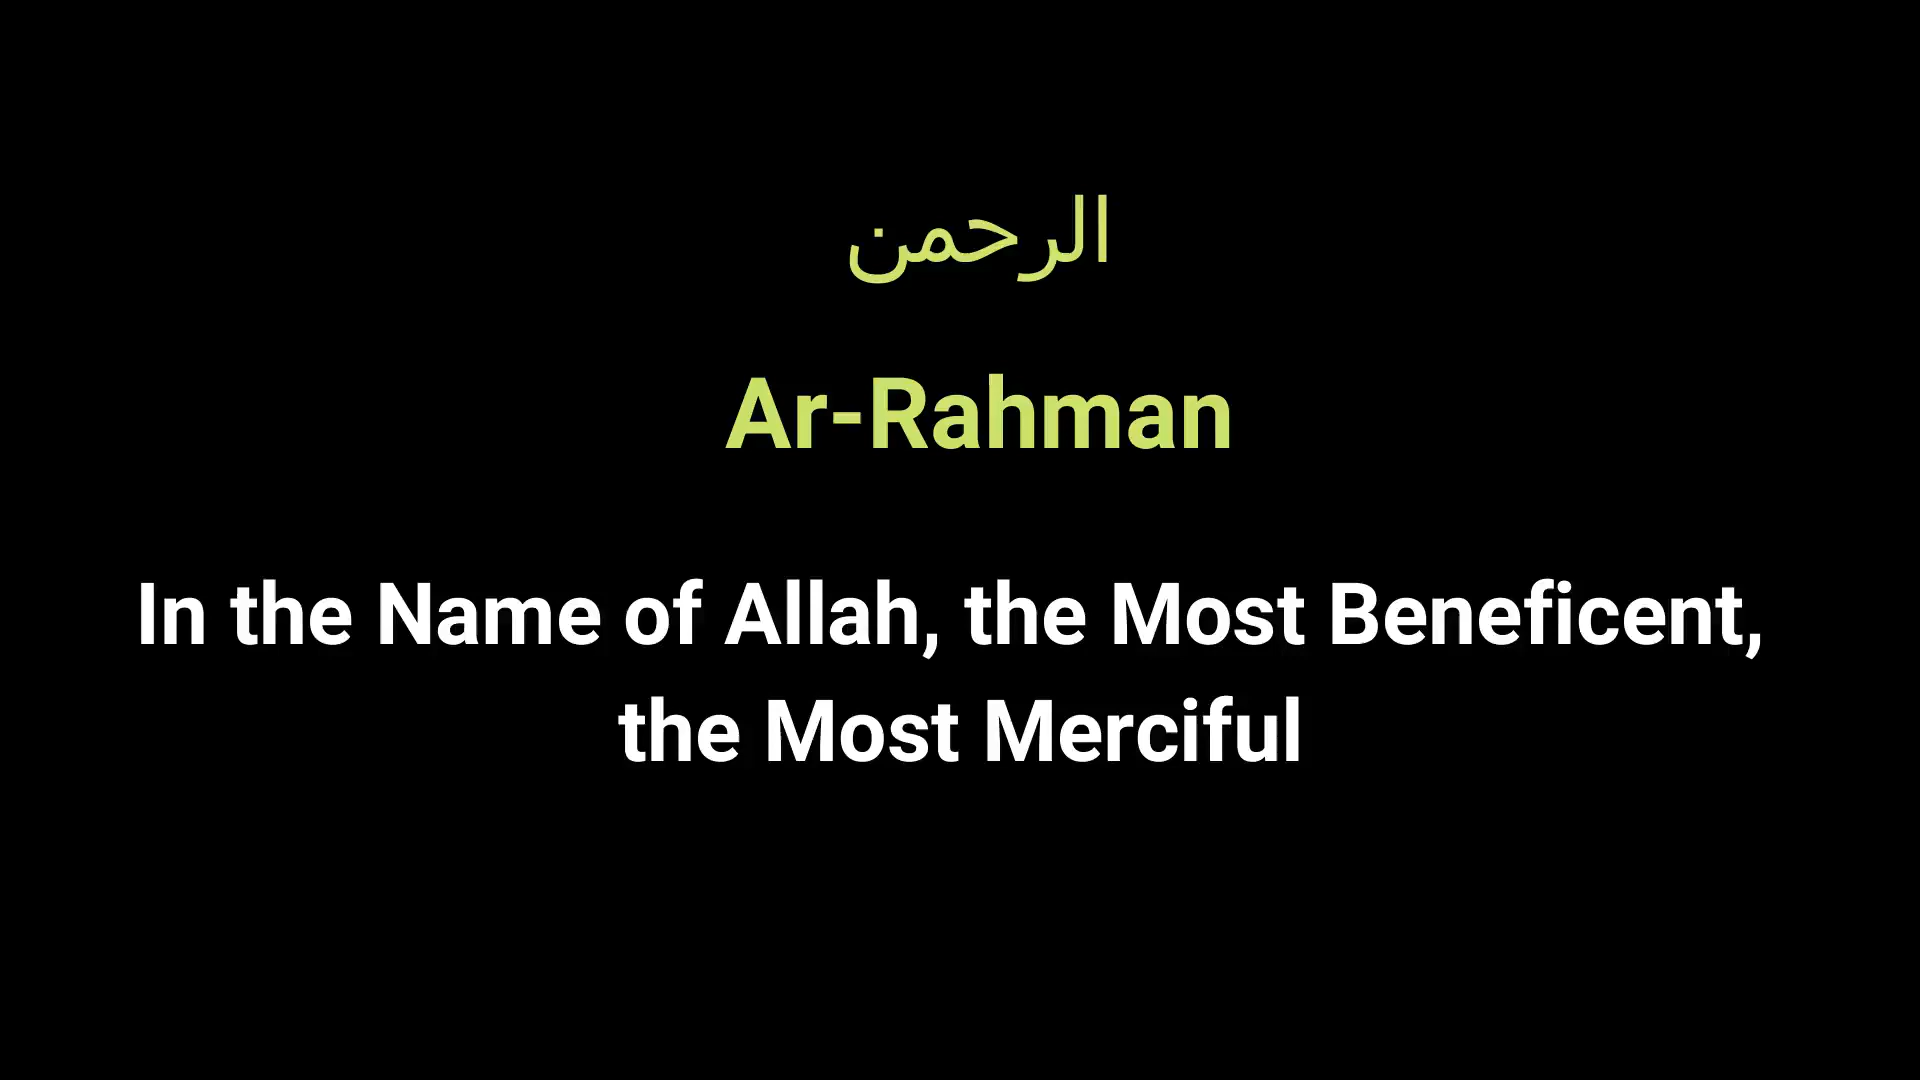 الرحمن
Ar-Rahman
In the Name of Allah, the Most Beneficent,
the Most Merciful